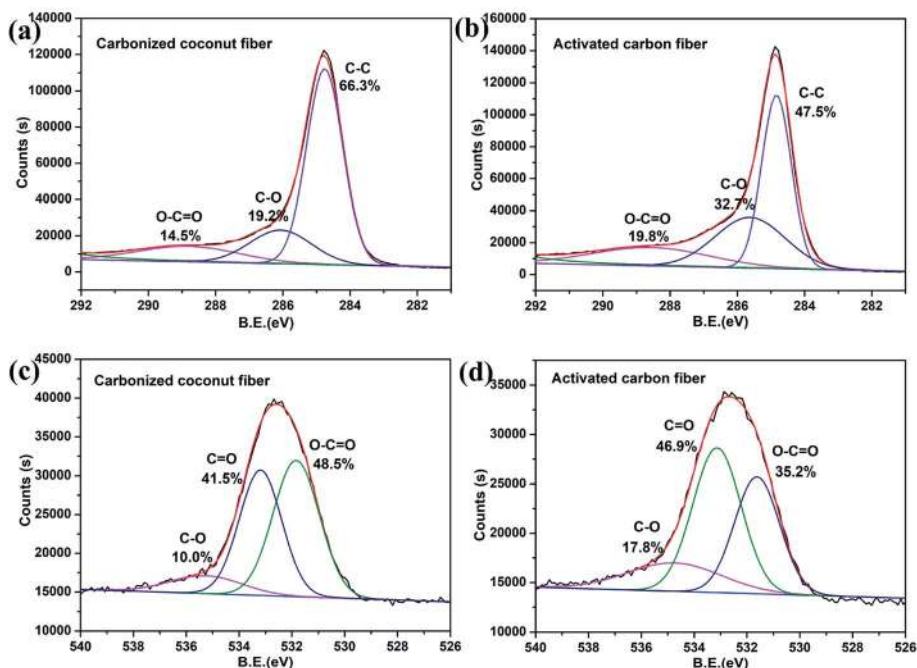 (a)
Carbonized coconut fiber
C-C
66.3%
C-O
19.2%
O-C=O
14.5%
140000
120000
100000
80000
60000
40000
20000
0
Counts (s)
292 290 288 286 284 282
B.E.(eV)
(b)
Activated carbon fiber
C-C
47.5%
C-O
32.7%
O-C=O
19.8%
160000
140000
120000
100000
80000
60000
40000
20000
0
Counts (s)
292 290 288 286 284 282
B.E.(eV)
(c)
Carbonized coconut fiber
C=O
41.5%
O-C=O
48.5%
C-O
10.0%
45000
40000
35000
30000
25000
20000
15000
10000
Counts (s)
540 538 536 534 532 530 528 526
B.E.(eV)
(d)
Activated carbon fiber
C=O
46.9%
O-C=O
35.2%
C-O
17.8%
35000
30000
25000
20000
15000
10000
Counts (s)
540 538 536 534 532 530 528 526
B.E.(eV)